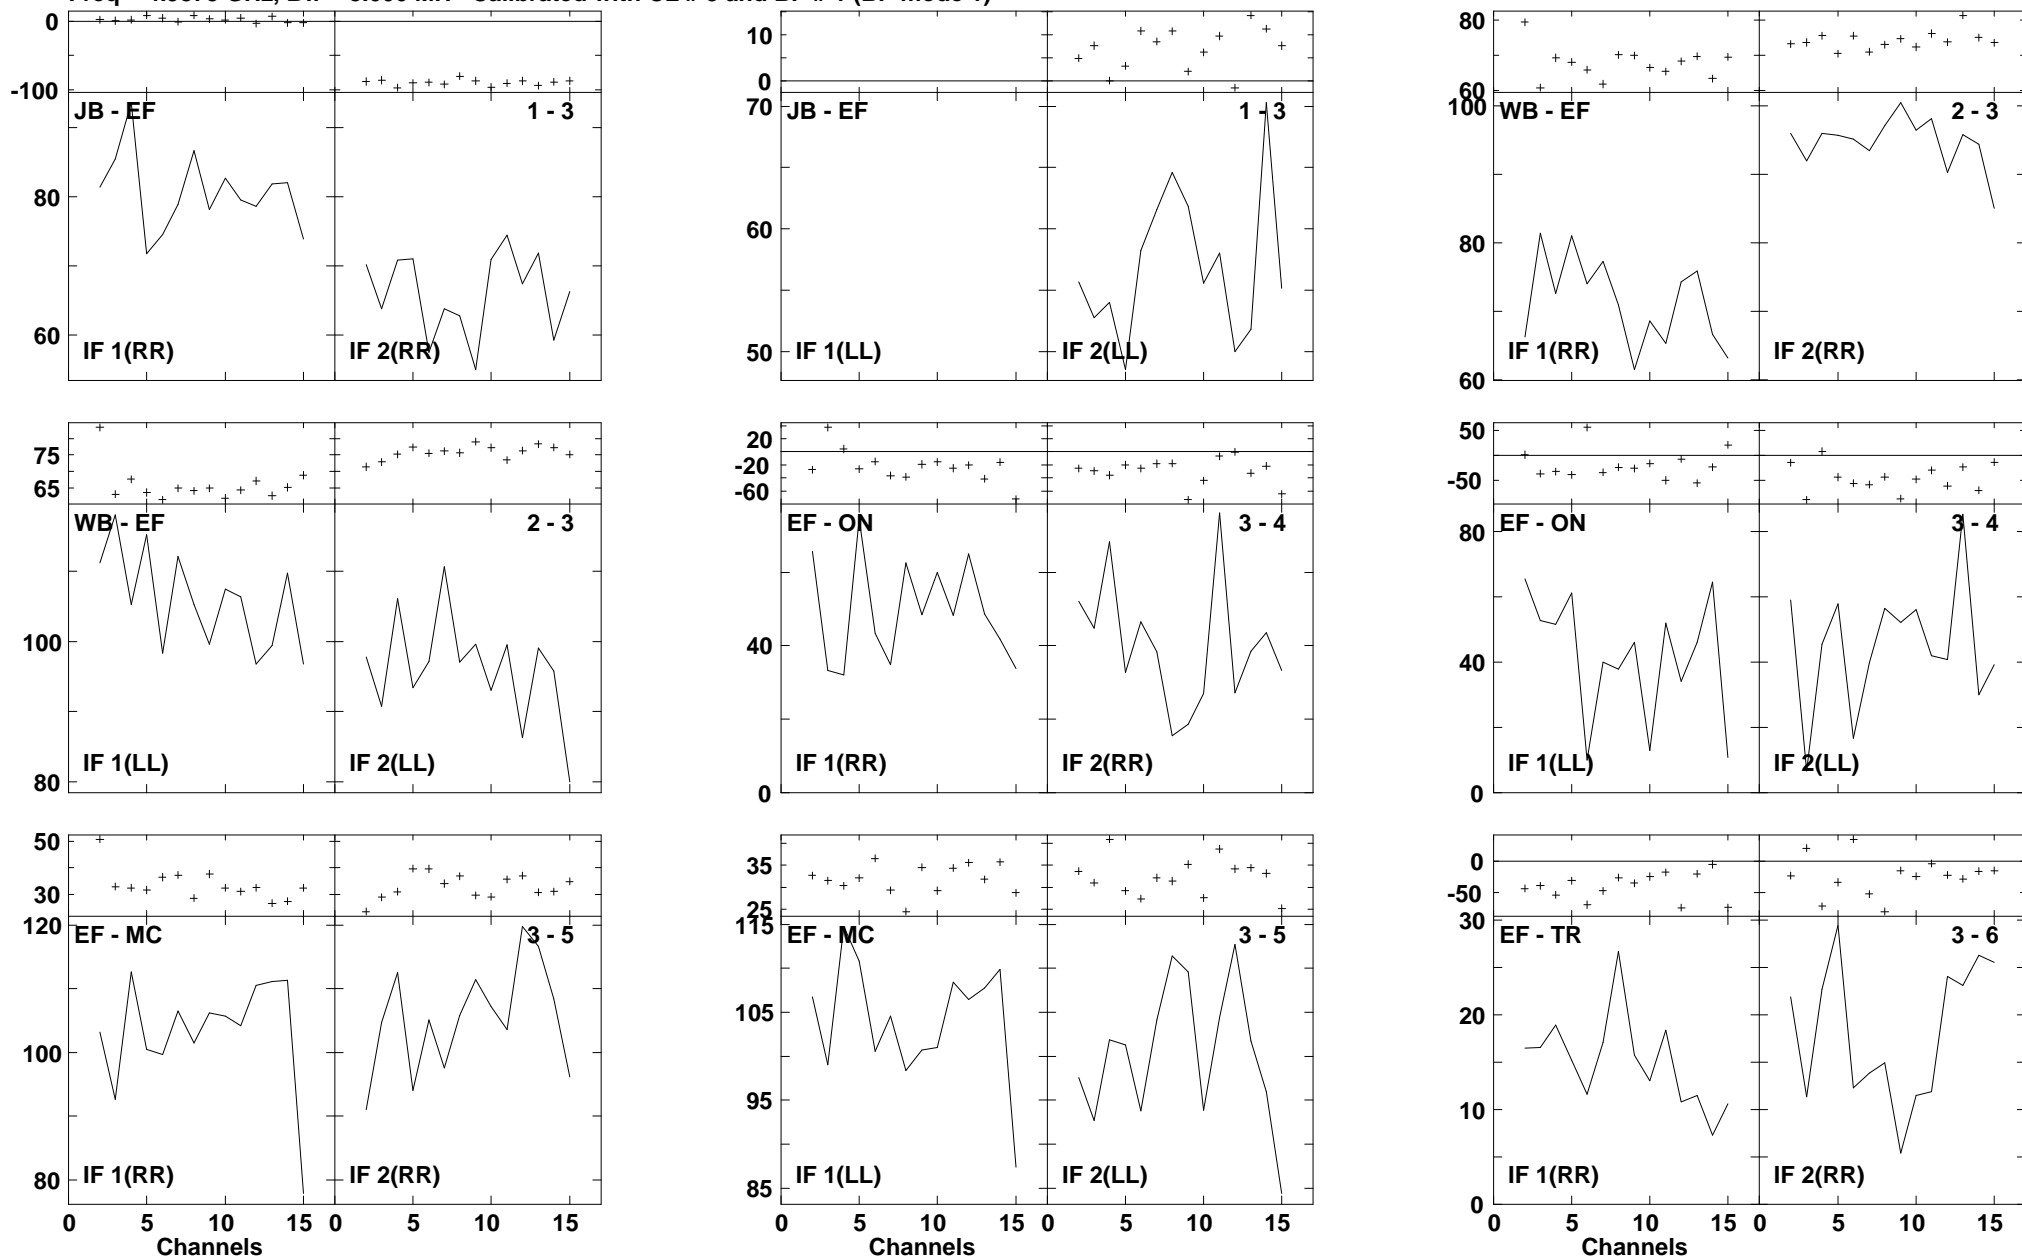 0
-100
JB - EF
1 - 3
80
60
IF 1(RR)
IF 2(RR)
10
0
70
JB - EF
1 - 3
60
50
IF 1(LL)
IF 2(LL)
80
60
100
WB - EF
2 - 3
80
60
IF 1(RR)
IF 2(RR)
75
65
WB - EF
2 - 3
100
80
IF 1(LL)
IF 2(LL)
20
-20
-60
EF - ON
3 - 4
40
0
IF 1(RR)
IF 2(RR)
50
-50
80
EF - ON
3 - 4
40
0
IF 1(LL)
IF 2(LL)
50
30
120
EF - MC
3 - 5
100
80
IF 1(RR)
IF 2(RR)
0 5 10 15 0 5 10 15
Channels
35
25
115
EF - MC
3 - 5
105
95
85
IF 1(LL)
IF 2(LL)
0 5 10 15 0 5 10 15
Channels
0
-50
30
EF - TR
3 - 6
20
10
0
IF 1(RR)
IF 2(RR)
0 5 10 15 0 5 10 15
Channels